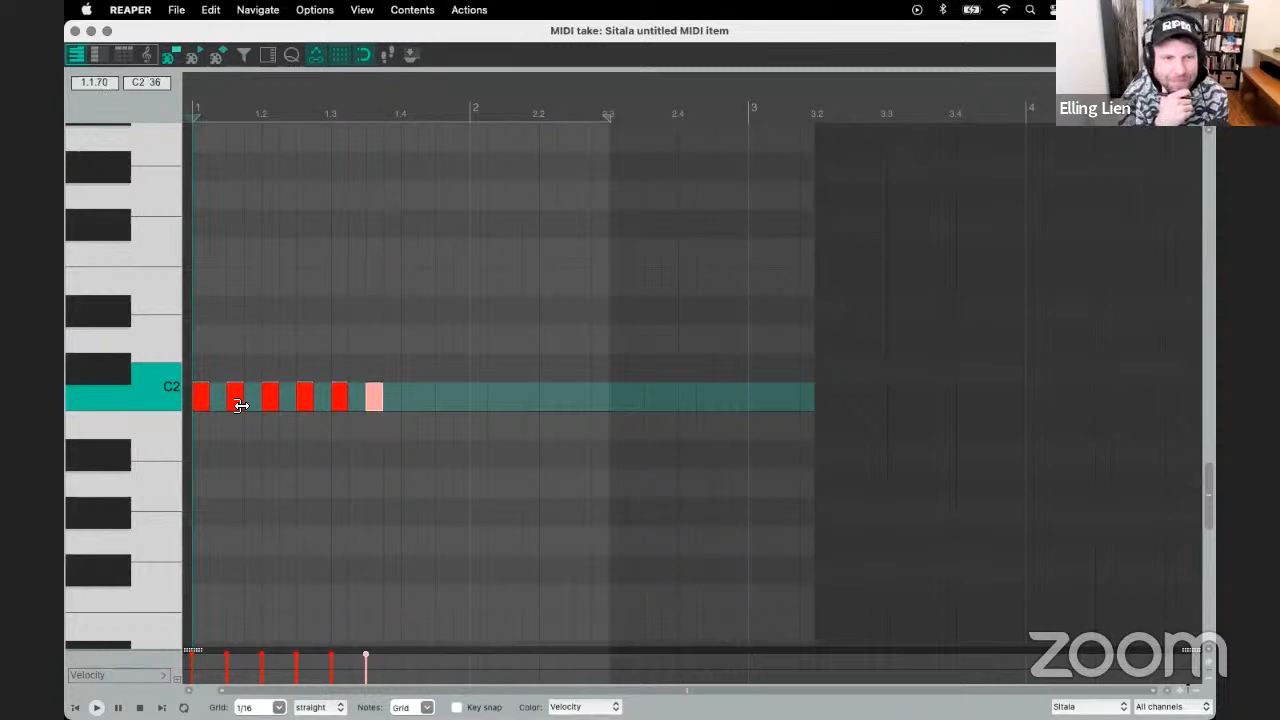 REAPER File Edit Navigate Options View Contents Actions
MIDI take: Sitala untitled MIDI item
1.1.70 C2 36
1 1.2 1.3 1.4 2 2.2 2.3 2.4 3 3.2 3.3 3.4 4
RPM
Elling Lien
C2
Velocity
zoom
Grid: 1/16 straight Notes: Grid Key snap Color: Velocity Sitala All channels